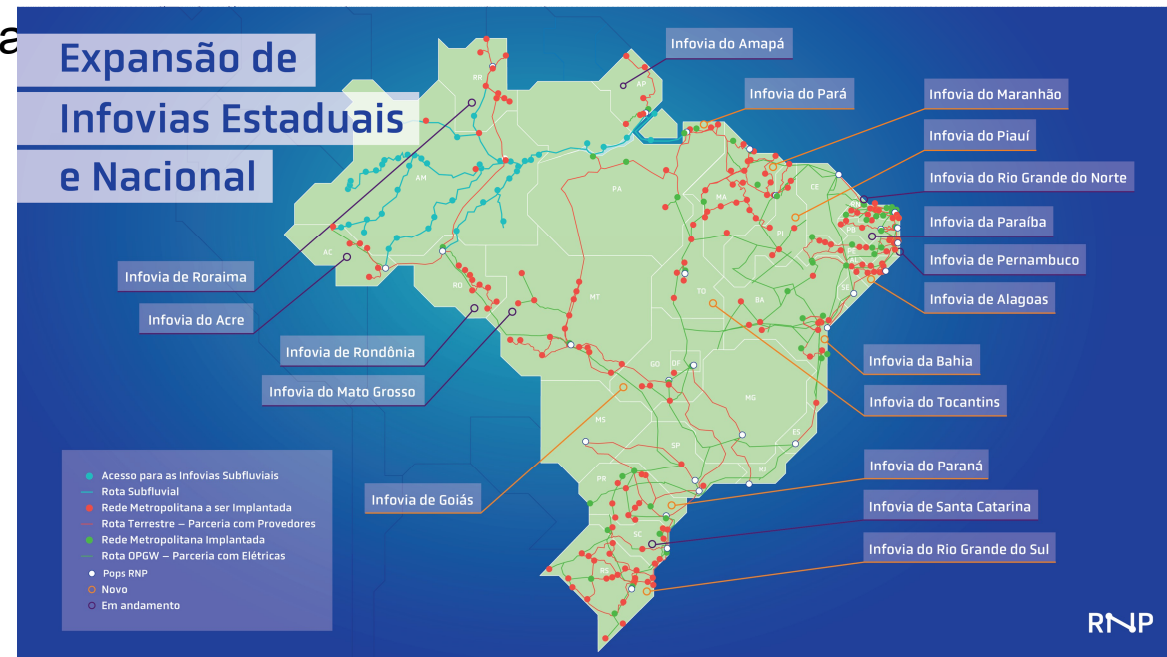 a
Expansão de
Infovias Estaduais
e Nacional
Infovia do Amapá
Infovia do Pará
Infovia do Maranhão
Infovia do Piauí
Infovia do Rio Grande do Norte
Infovia da Paraíba
Infovia de Pernambuco
Infovia de Alagoas
Infovia da Bahia
Infovia do Tocantins
Infovia do Paraná
Infovia de Santa Catarina
Infovia do Rio Grande do Sul
Infovia de Roraima
Infovia do Acre
Infovia de Rondônia
Infovia do Mato Grosso
Infovia de Goiás
RR
AP
AM
PA
MA
CE
PB
PI
AC
RO
MT
TO
BA
SE
GO
DF
MG
ES
MS
SP
RJ
PR
SC
RS
Acesso para as Infovias Subfluviais
Rota Subfluvial
Rede Metropolitana a ser Implantada
Rota Terrestre – Parceria com Provedores
Rede Metropolitana Implantada
Rota OPGW – Parceria com Elétricas
Pops RNP
Novo
Em andamento
RNP